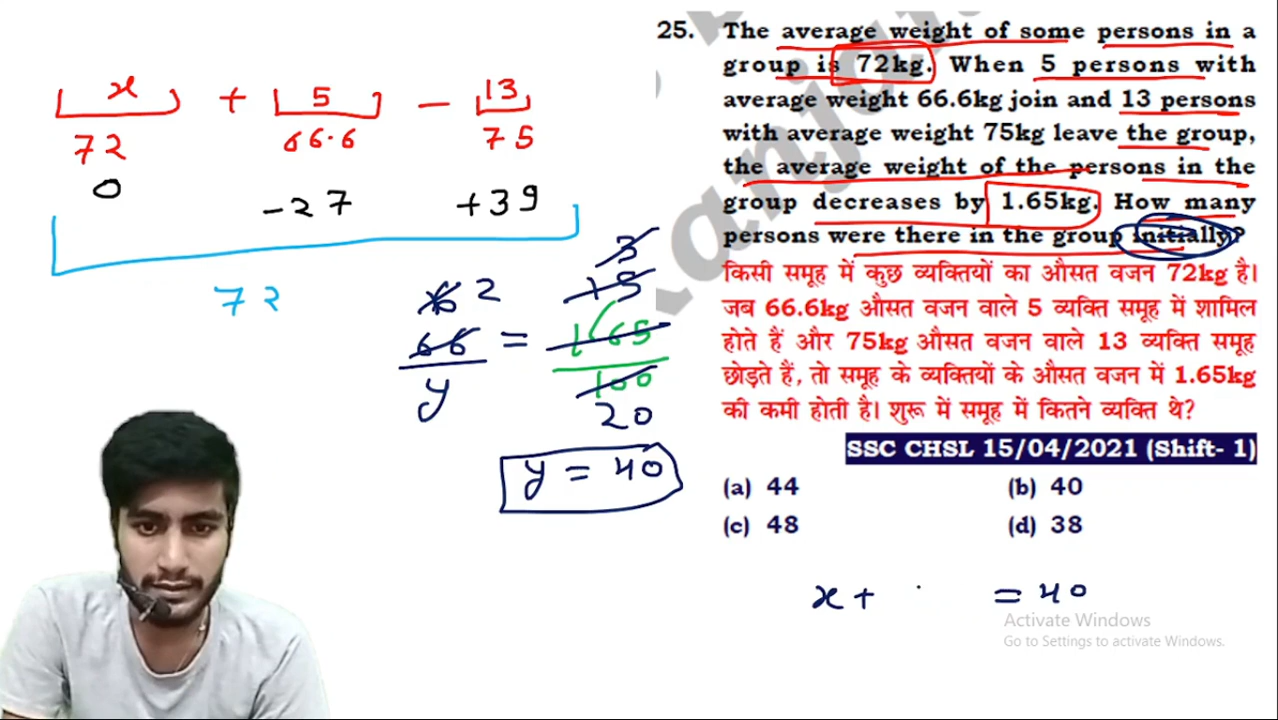 25. The average weight of some persons in a
group is 72kg. When 5 persons with
average weight 66.6kg join and 13 persons
with average weight 75kg leave the group,
the average weight of the persons in the
group decreases by 1.65kg. How many
persons were there in the group initially?
किसी समूह में कुछ व्यक्तियों का औसत वजन 72kg है।
जब 66.6kg औसत वजन वाले 5 व्यक्ति समूह में शामिल
होते हैं और 75kg औसत वजन वाले 13 व्यक्ति समूह
छोड़ते हैं, तो समूह के व्यक्तियों के औसत वजन में 1.65kg
की कमी होती है। शुरू में समूह में कितने व्यक्ति थे?
SSC CHSL 15/04/2021 (Shift- 1)
(a) 44 (b) 40
(c) 48 (d) 38
x + = 40
Activate Windows
Go to Settings to activate Windows.
x + 5 - 13
72 66.6 75
0 -27 +39
72
3
6 2 15
66 = 165
y 100
20
y = 40